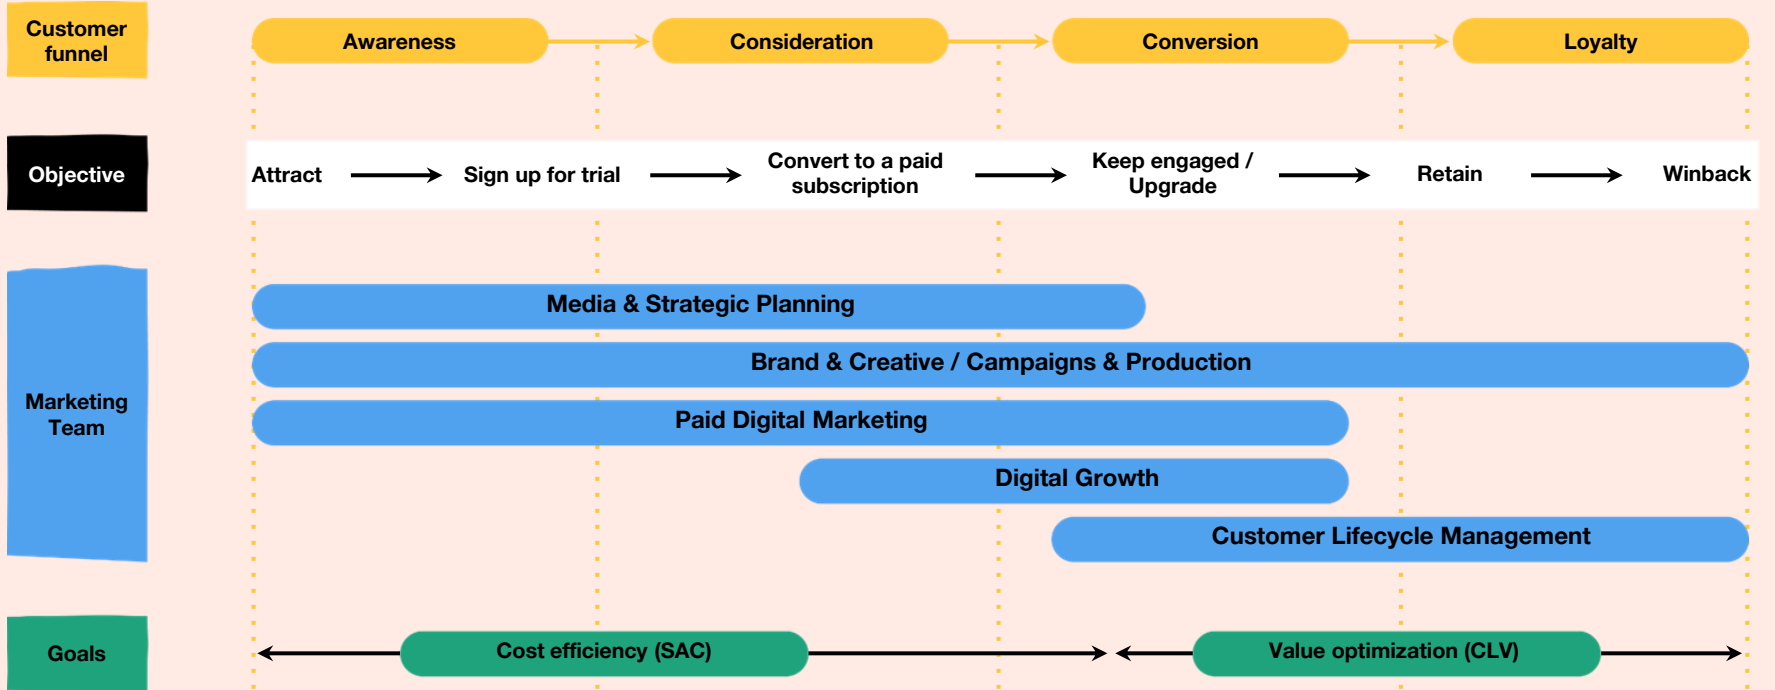 Customer
funnel
Awareness
Consideration
Conversion
Loyalty
Objective
Attract
Sign up for trial
Convert to a paid
subscription
Keep engaged /
Upgrade
Retain
Winback
Marketing
Team
Media & Strategic Planning
Brand & Creative / Campaigns & Production
Paid Digital Marketing
Digital Growth
Customer Lifecycle Management
Goals
Cost efficiency (SAC)
Value optimization (CLV)